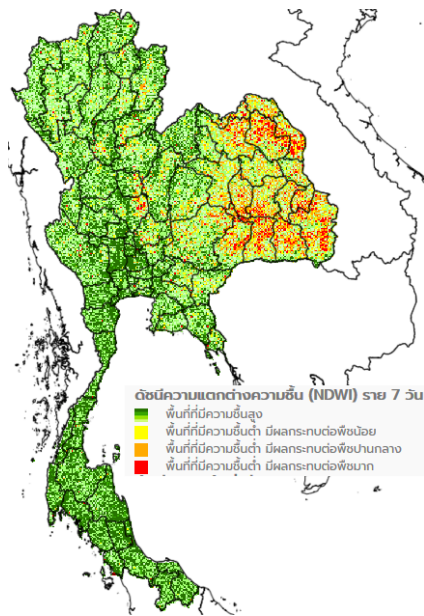 ดัชนีความแตกต่างความชื้น (NDWI) ราย 7 วัน
พื้นที่ที่มีความชื้นสูง
พื้นที่ที่มีความชื้นต่ำ มีผลกระทบต่อพืชน้อย
พื้นที่ที่มีความชื้นต่ำ มีผลกระทบต่อพืชปานกลาง
พื้นที่ที่มีความชื้นต่ำ มีผลกระทบต่อพืชมาก